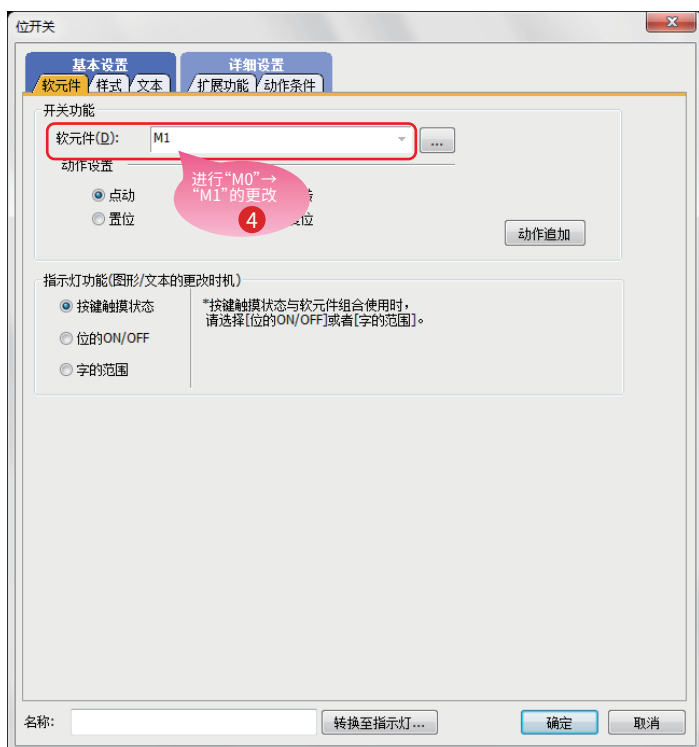 位开关
基本设置 详细设置
软元件 样式 文本 扩展功能 动作条件
开关功能
软元件(D): M1 ...
动作设置
点动
置位
进行“M0”→
“M1”的更改
4
位
动作追加
指示灯功能(图形/文本的更改时机)
按键触摸状态
位的ON/OFF
字的范围
*按键触摸状态与软元件组合使用时,
请选择[位的ON/OFF]或者[字的范围]。
名称: 转换至指示灯... 确定 取消